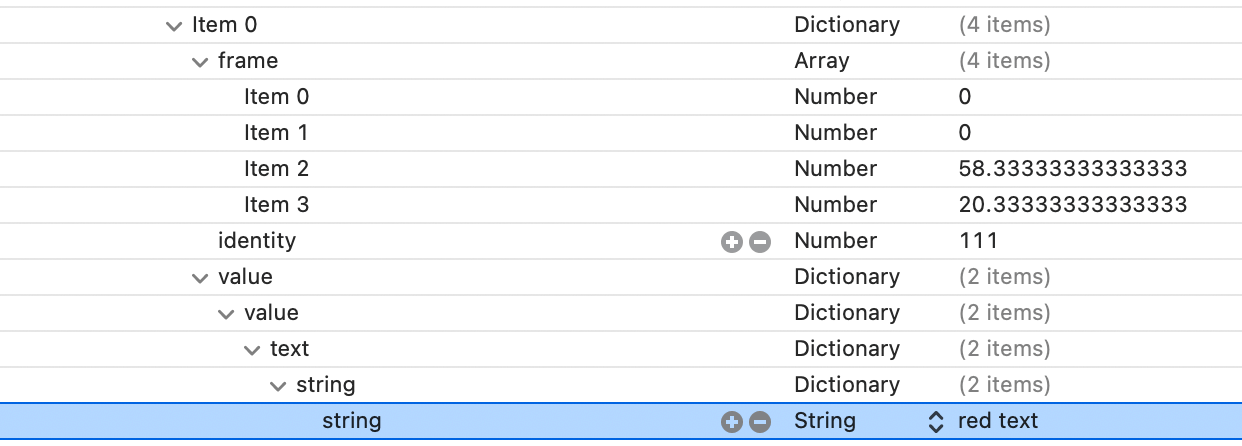 Item 0 Dictionary (4 items)
frame Array (4 items)
Item 0 Number 0
Item 1 Number 0
Item 2 Number 58.33333333333333
Item 3 Number 20.33333333333333
identity Number 111
value Dictionary (2 items)
value Dictionary (2 items)
text Dictionary (2 items)
string Dictionary (2 items)
string String red text